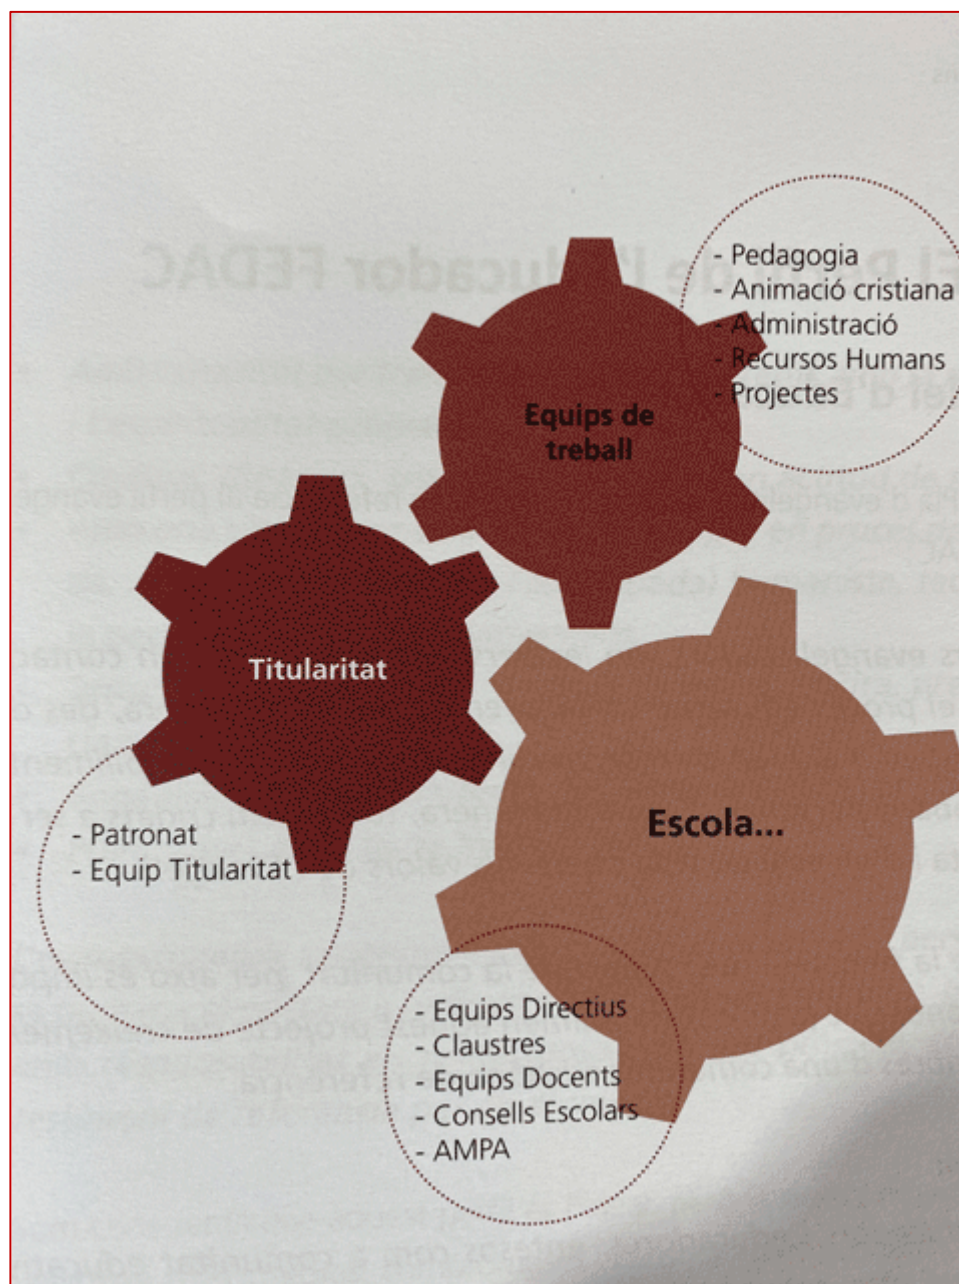 - Pedagogia
- Animació cristiana
- Administració
- Recursos Humans
- Projectes
Equips de
treball
Titularitat
- Patronat
- Equip Titularitat
Escola...
- Equips Directius
- Claustres
- Equips Docents
- Consells Escolars
- AMPA